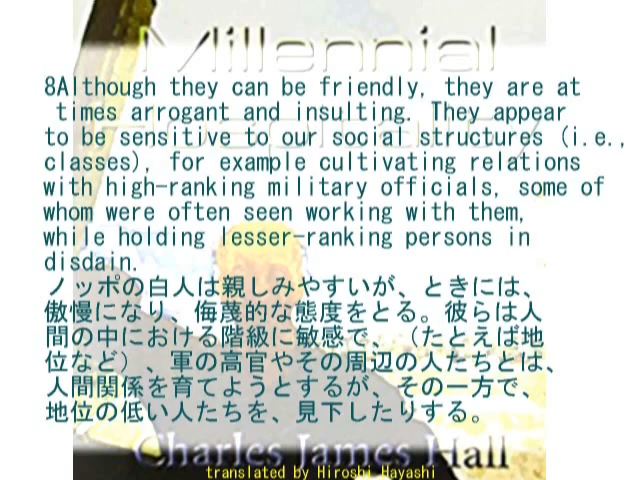 Millennial
Hospitality
8Although they can be friendly, they are at
times arrogant and insulting. They appear
to be sensitive to our social structures (i.e.,
classes), for example cultivating relations
with high-ranking military officials, some of
whom were often seen working with them,
while holding lesser-ranking persons in
disdain.
ノッポの白人は親しみやすいが、ときには、
傲慢になり、侮蔑的な態度をとる。彼らは人
間の中における階級に敏感で、（たとえば地
位など）、軍の高官やその周辺の人たちとは、
人間関係を育てようとするが、その一方で、
地位の低い人たちを、見下したりする。
Charles James Hall
translated by Hiroshi Hayashi